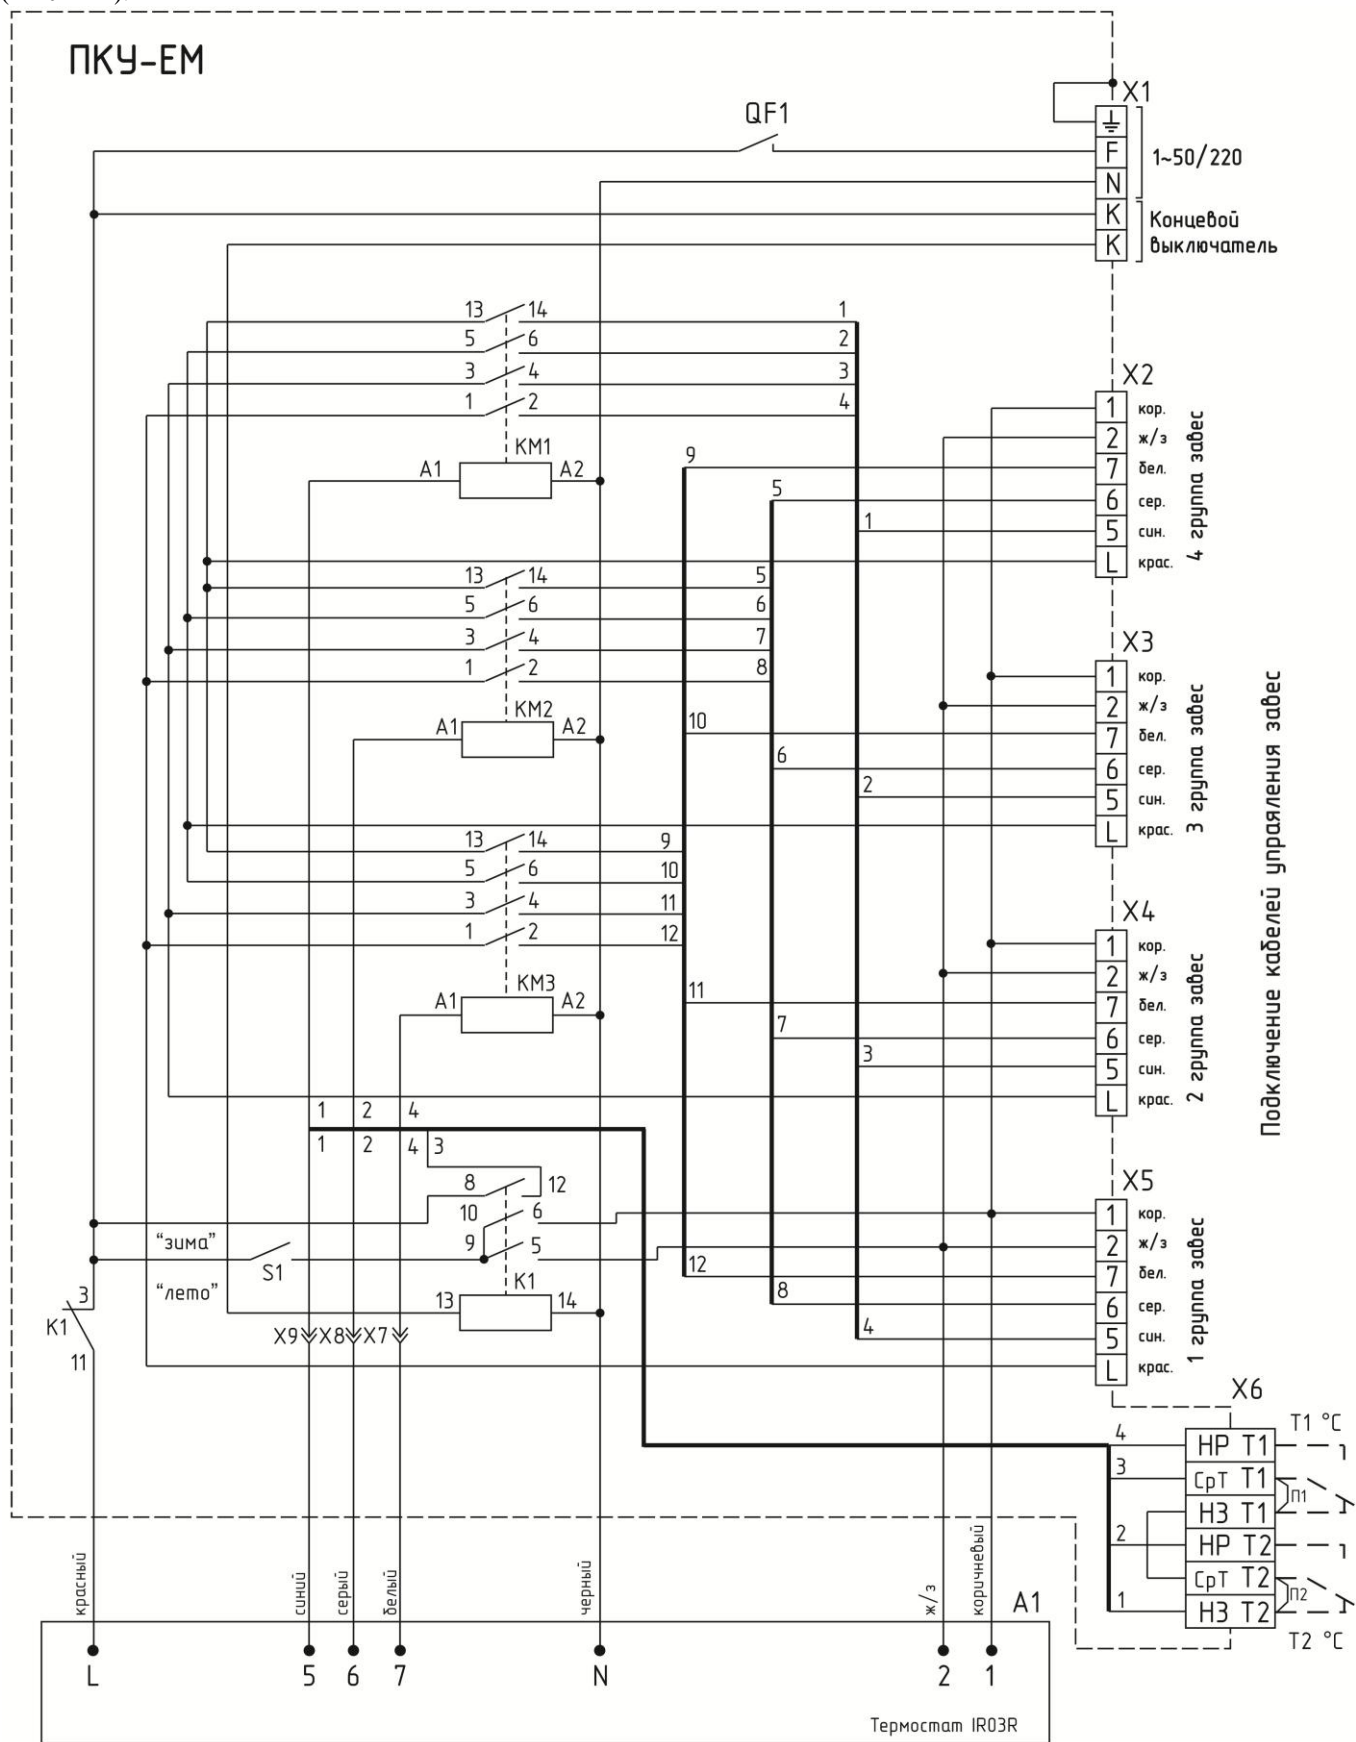 ПКУ-ЕМ
QF1
X1
F
N
K
K
1~50/220
Концевой
выключатель
13 14 1
5 6 2
3 4 3
1 2 4
KM1
A1 A2
X2
1 кор.
2 ж/з
7 бел.
6 сер.
5 син.
L крас.
4 группа завес
9
5
1
13 14 5
5 6 6
3 4 7
1 2 8
KM2
A1 A2
X3
1 кор.
2 ж/з
7 бел.
6 сер.
5 син.
L крас.
3 группа завес
10
6
2
13 14 9
5 6 10
3 4 11
1 2 12
KM3
A1 A2
X4
1 кор.
2 ж/з
7 бел.
6 сер.
5 син.
L крас.
2 группа завес
11
7
3
Подключение кабелей упраяления завес
1 2 4
1 2 4 3
8 12
10 6
9 5
"зима"
S1
"лето"
K1
13 14
3
K1
11
X9 X8 X7
X5
1 кор.
2 ж/з
7 бел.
6 сер.
5 син.
L крас.
1 группа завес
12
8
4
X6
T1 °C
4 НР T1
3 СрТ T1
П1
НЗ T1
2 НР T2
СрТ T2
П2
1 НЗ T2
T2 °C
красный
синий
серый
белый
черный
ж/з
коричневый
A1
L 5 6 7 N 2 1
Термостат IR03R